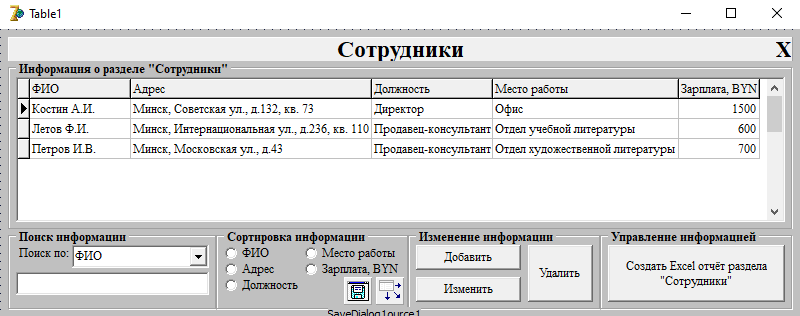 Table1
Сотрудники X
Информация о разделе "Сотрудники"
ФИО Адрес Должность Место работы Зарплата, BYN
Костин А.И. Минск, Советская ул., д.132, кв. 73 Директор Офис 1500
Летов Ф.И. Минск, Интернациональная ул., д.236, кв. 110 Продавец-консультант Отдел учебной литературы 600
Петров И.В. Минск, Московская ул., д.43 Продавец-консультант Отдел художественной литературы 700
Поиск информации
Поиск по: ФИО
Сортировка информации
ФИО Место работы
Адрес Зарплата, BYN
Должность
Изменение информации
Добавить
Изменить
Удалить
Управление информацией
Создать Excel отчёт раздела
"Сотрудники"
SaveDialog1ource1